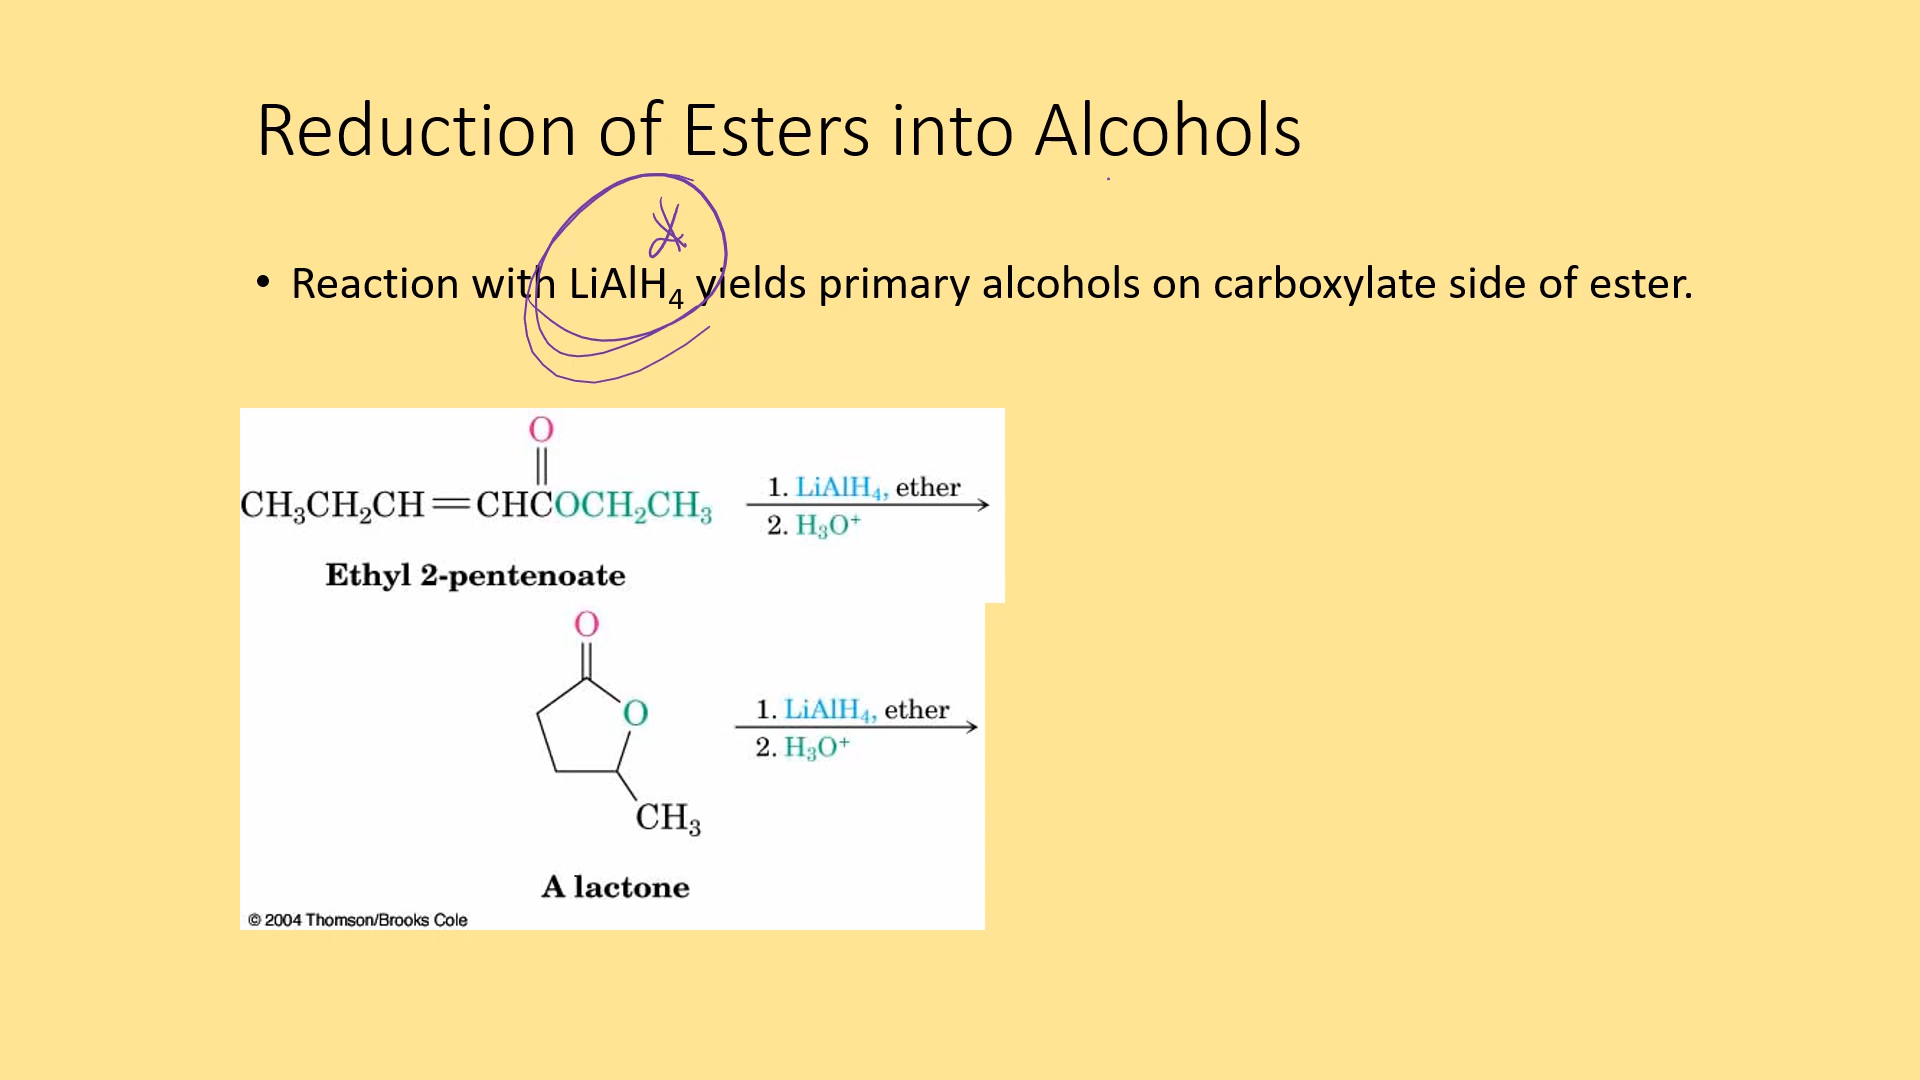 Reduction of Esters into Alcohols
• Reaction with LiAlH₄ yields primary alcohols on carboxylate side of ester.
O
CH₃CH₂CH=CHCOCH₂CH₃
1. LiAlH₄, ether
2. H₃O⁺
Ethyl 2-pentenoate
O
O
1. LiAlH₄, ether
2. H₃O⁺
CH₃
A lactone
© 2004 Thomson/Brooks Cole